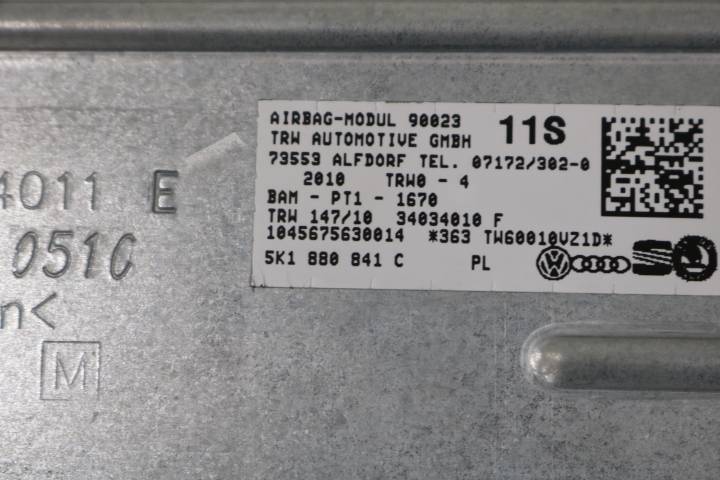 AIRBAG-MODUL 90023
TRW AUTOMOTIVE GMBH 11S
73553 ALFDORF TEL. 07172/302-0
2010 TRW0 - 4
BAM - PT1 - 1670
TRW 147/10 34034010 F
1045675630014 *363 TW60010VZ1D*
5K1 880 841 C PL
4011 E
051C
n<
M